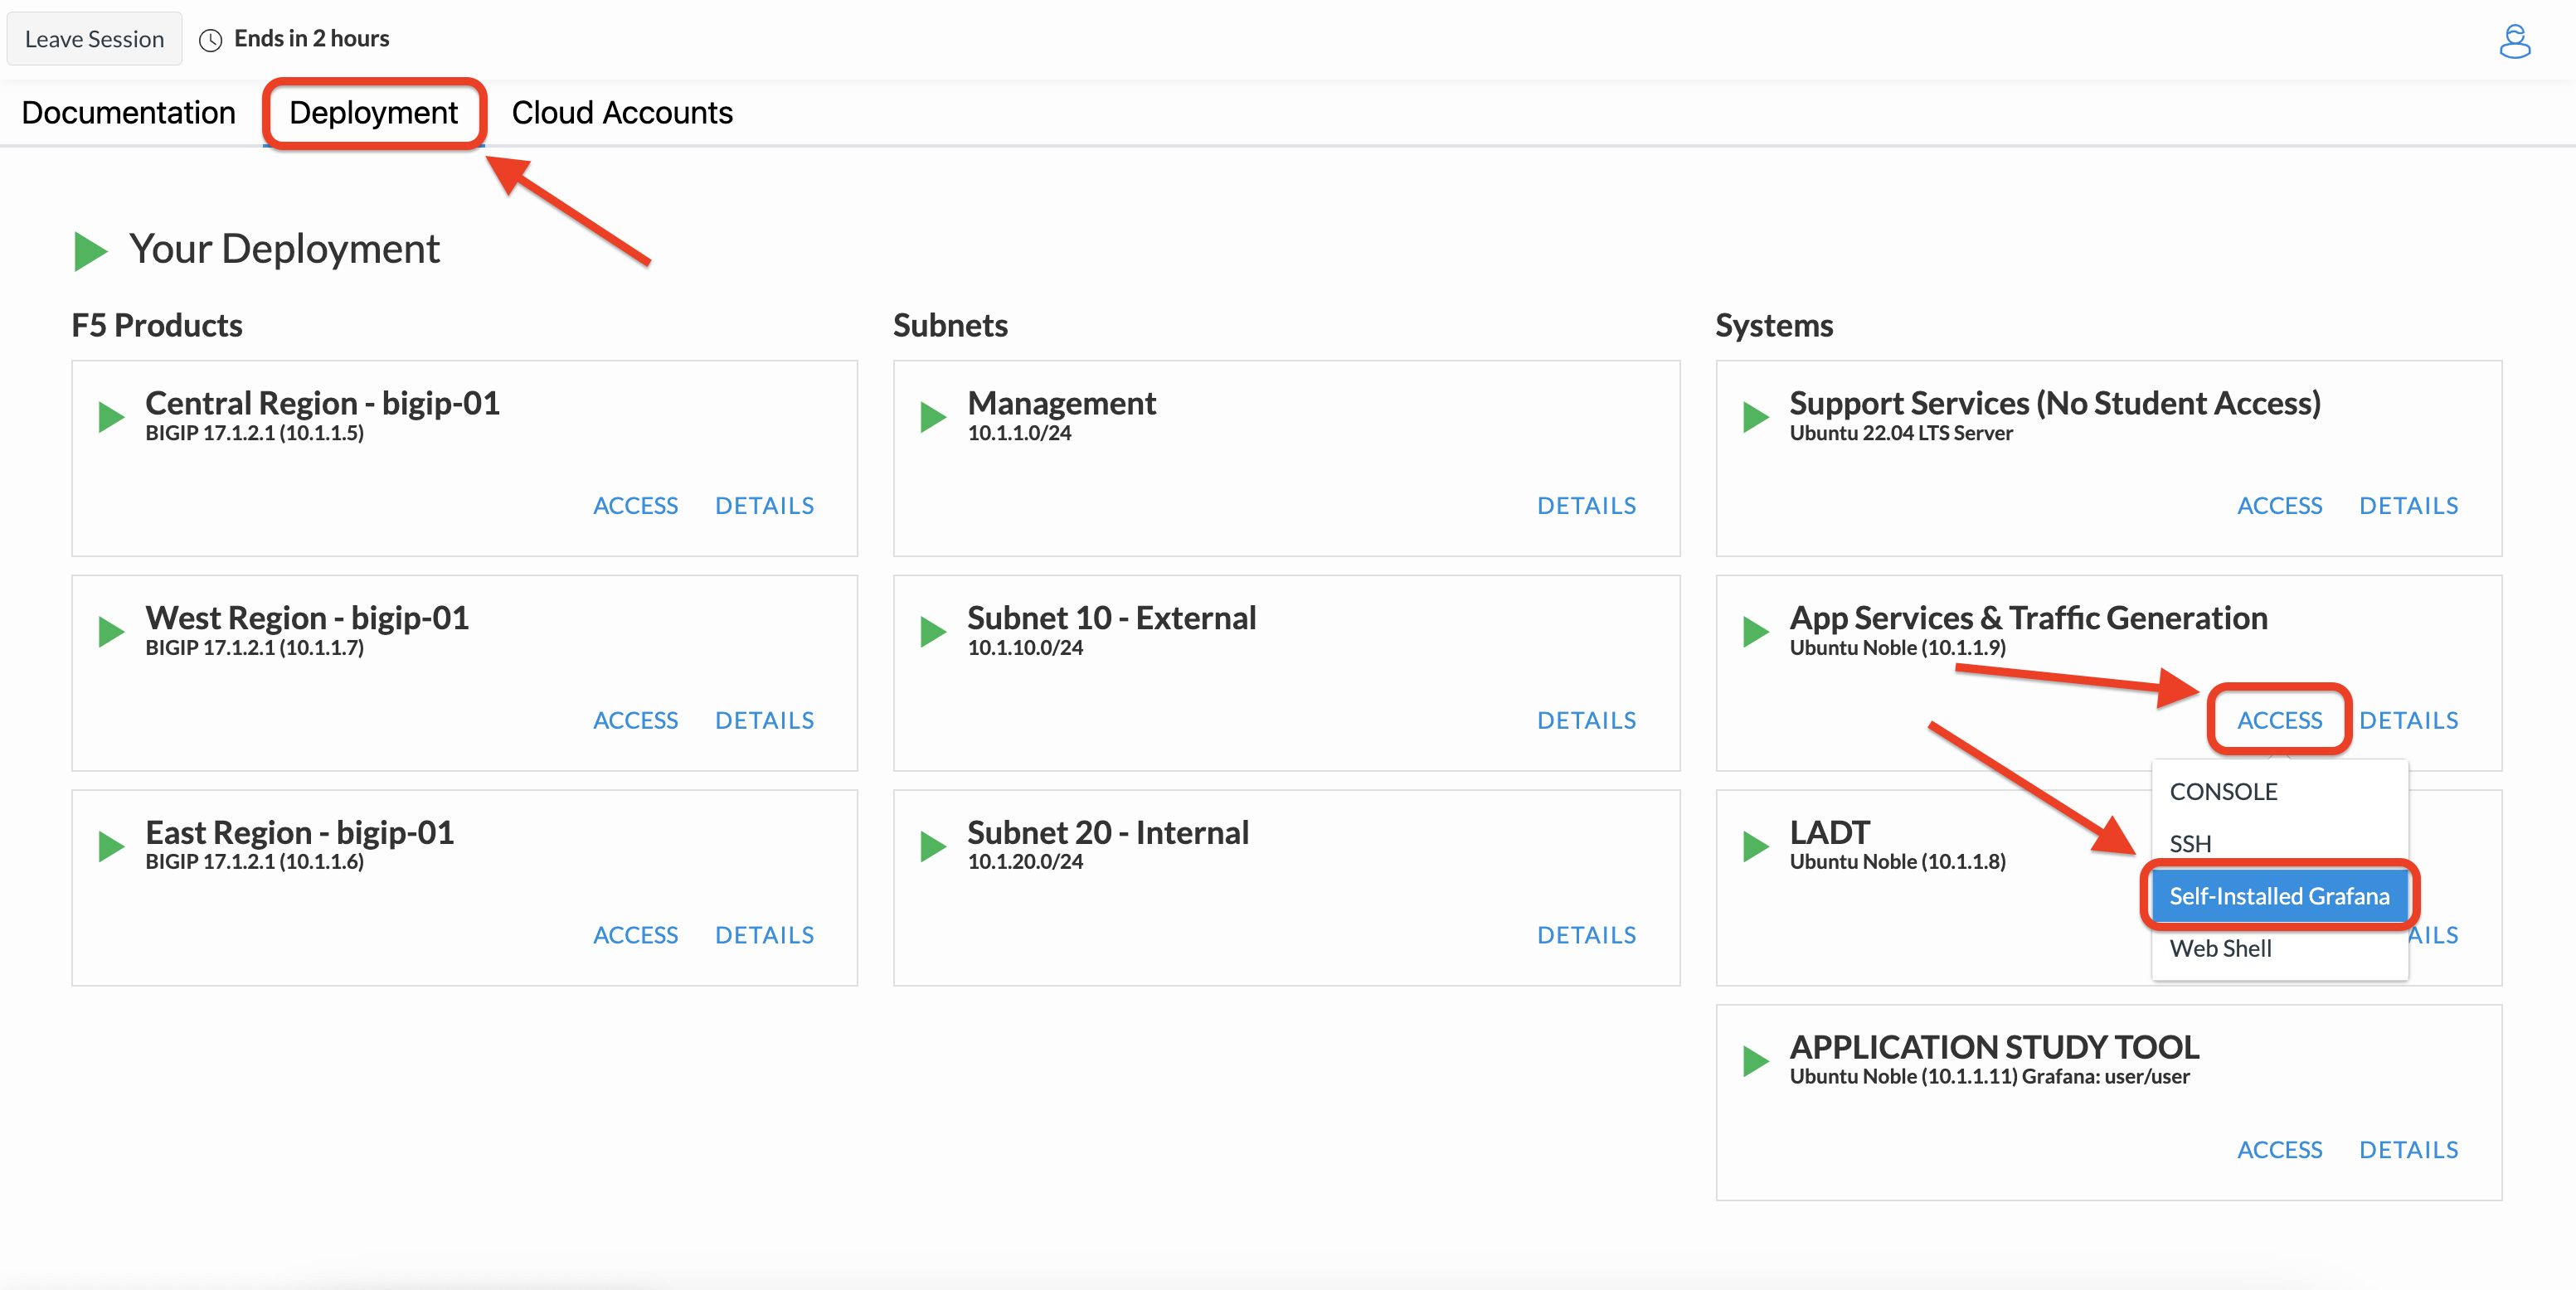 Leave Session
Ends in 2 hours
Documentation
Deployment
Cloud Accounts
Your Deployment
F5 Products
Central Region - bigip-01
BIGIP 17.1.2.1 (10.1.1.5)
ACCESS
DETAILS
West Region - bigip-01
BIGIP 17.1.2.1 (10.1.1.7)
ACCESS
DETAILS
East Region - bigip-01
BIGIP 17.1.2.1 (10.1.1.6)
ACCESS
DETAILS
Subnets
Management
10.1.1.0/24
DETAILS
Subnet 10 - External
10.1.10.0/24
DETAILS
Subnet 20 - Internal
10.1.20.0/24
DETAILS
Systems
Support Services (No Student Access)
Ubuntu 22.04 LTS Server
ACCESS
DETAILS
App Services & Traffic Generation
Ubuntu Noble (10.1.1.9)
ACCESS
DETAILS
CONSOLE
SSH
Self-Installed Grafana
Web Shell
LADT
Ubuntu Noble (10.1.1.8)
AILS
APPLICATION STUDY TOOL
Ubuntu Noble (10.1.1.11) Grafana: user/user
ACCESS
DETAILS